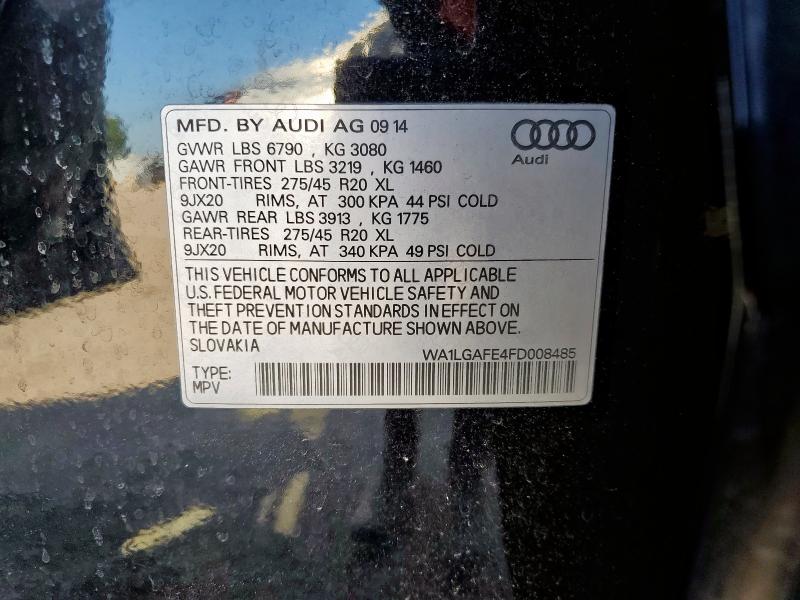 MFD. BY AUDI AG 09 14
GVWR LBS 6790 , KG 3080
GAWR FRONT LBS 3219 , KG 1460
FRONT-TIRES 275/45 R20 XL
9JX20 RIMS, AT 300 KPA 44 PSI COLD
GAWR REAR LBS 3913 , KG 1775
REAR-TIRES 275/45 R20 XL
9JX20 RIMS, AT 340 KPA 49 PSI COLD
Audi
THIS VEHICLE CONFORMS TO ALL APPLICABLE
U.S. FEDERAL MOTOR VEHICLE SAFETY AND
THEFT PREVENTION STANDARDS IN EFFECT ON
THE DATE OF MANUFACTURE SHOWN ABOVE.
SLOVAKIA
WA1LGAFE4FD008485
TYPE:
MPV